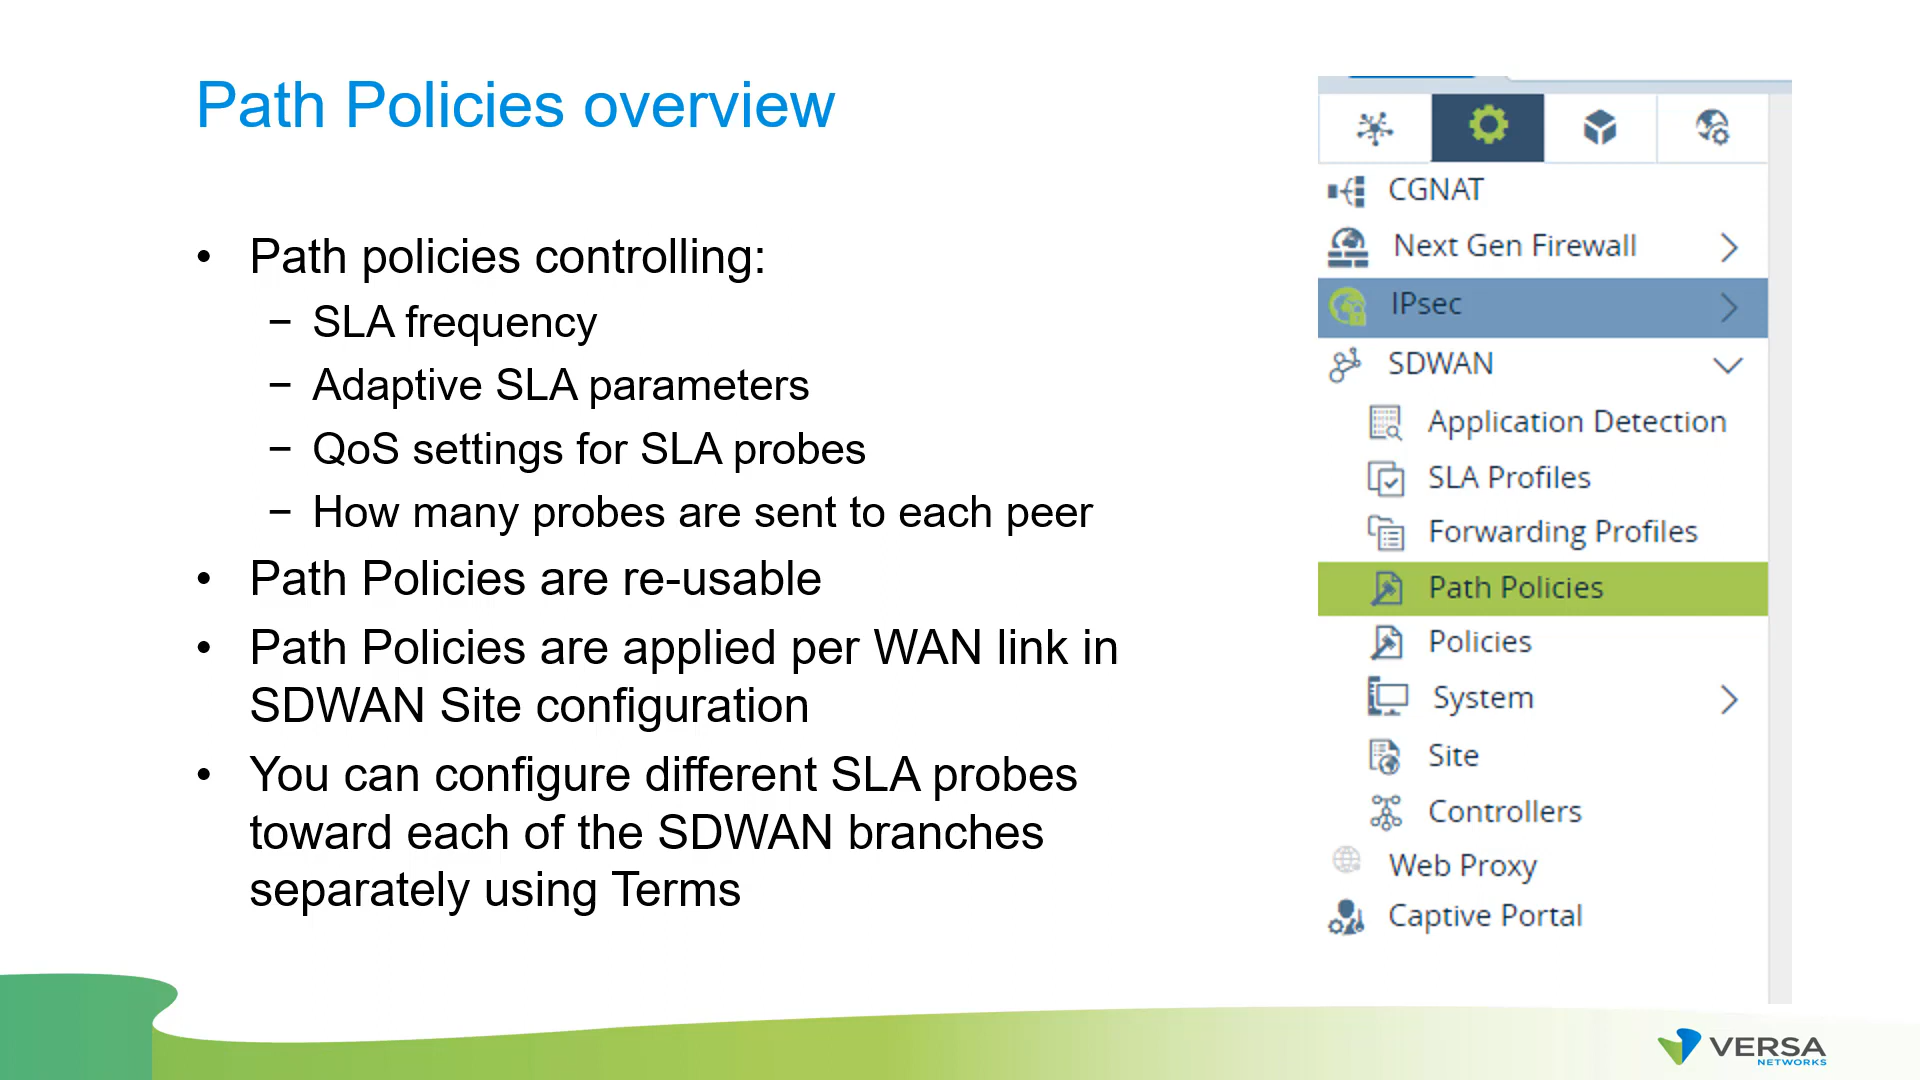 Path Policies overview
• Path policies controlling:
− SLA frequency
− Adaptive SLA parameters
− QoS settings for SLA probes
− How many probes are sent to each peer
• Path Policies are re-usable
• Path Policies are applied per WAN link in
SDWAN Site configuration
• You can configure different SLA probes
toward each of the SDWAN branches
separately using Terms
CGNAT
Next Gen Firewall
IPsec
SDWAN
Application Detection
SLA Profiles
Forwarding Profiles
Path Policies
Policies
System
Site
Controllers
Web Proxy
Captive Portal
VERSA
NETWORKS